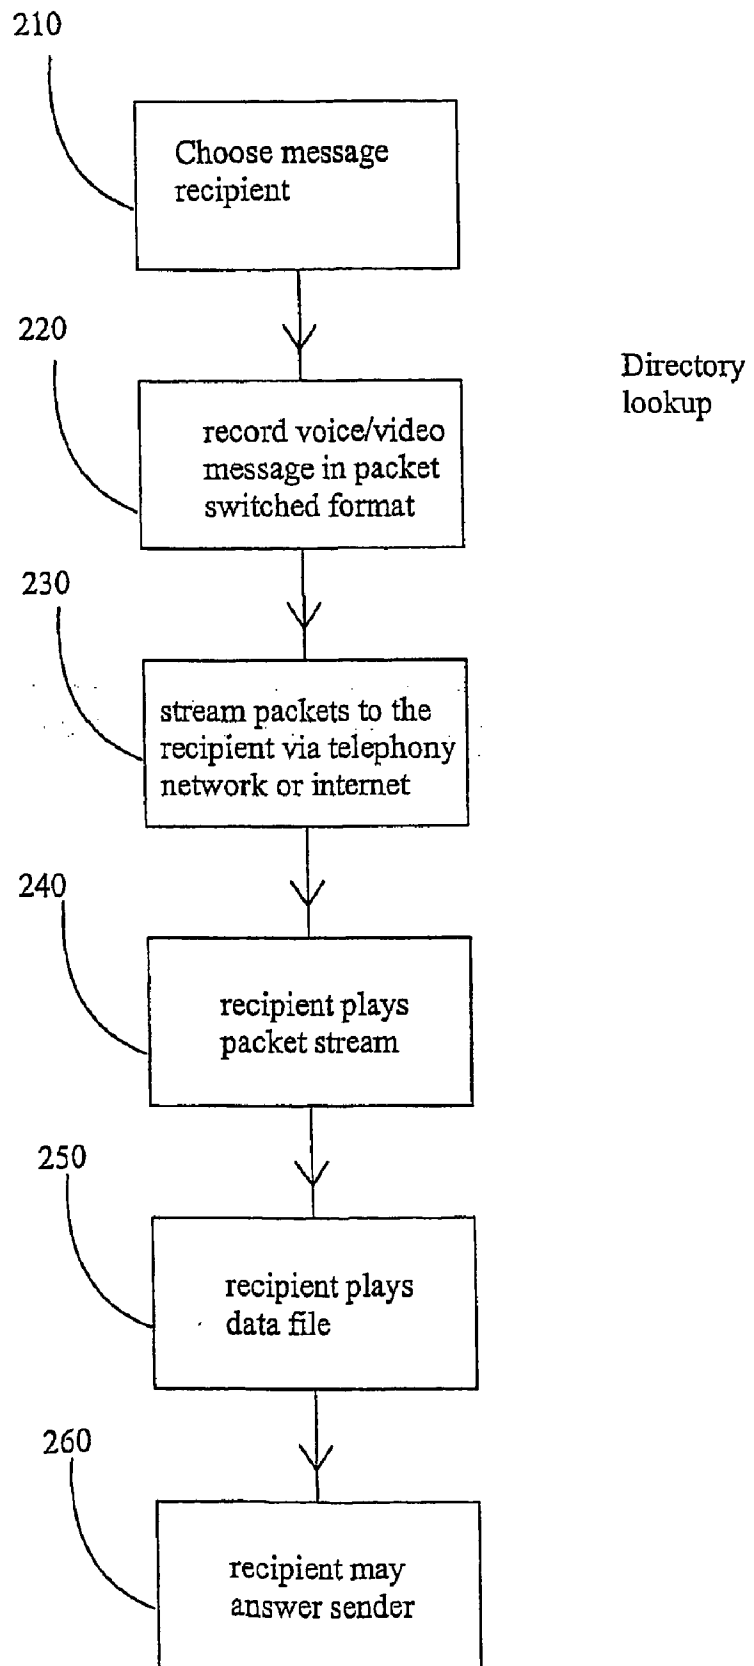 210
Choose message
recipient
220
Directory
lookup
record voice/video
message in packet
switched format
230
stream packets to the
recipient via telephony
network or internet
240
recipient plays
packet stream
250
recipient plays
data file
260
recipient may
answer sender